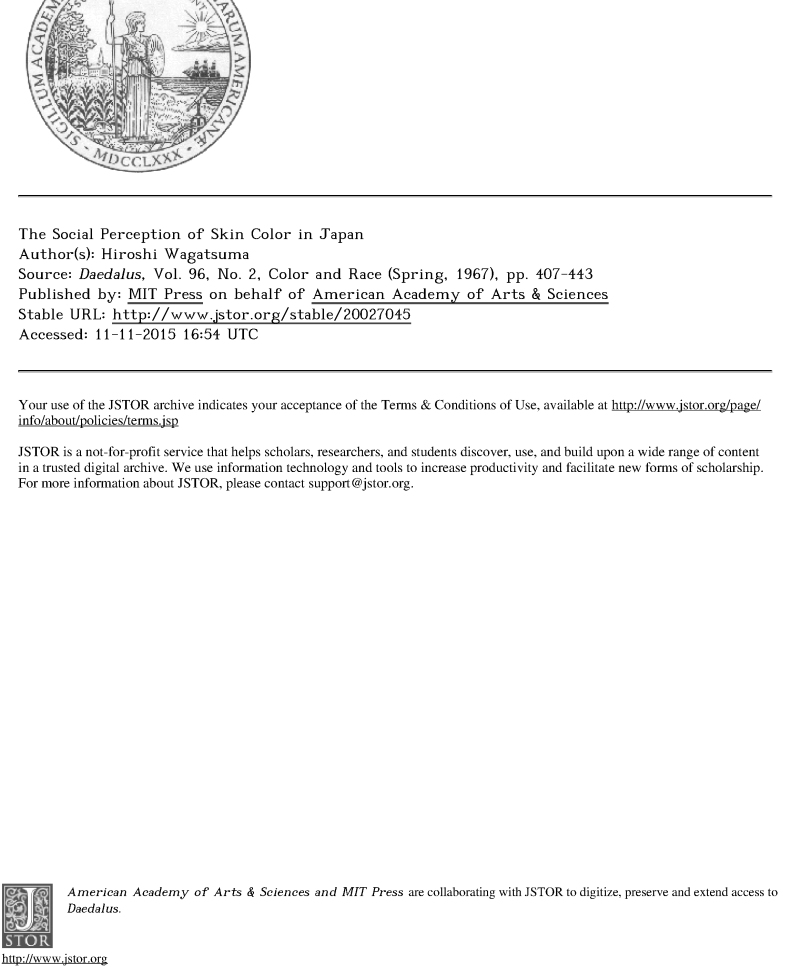 SIGILLUM ACADEM
ARUM AMERICANÆ
MDCCLXXX
The Social Perception of Skin Color in Japan
Author(s): Hiroshi Wagatsuma
Source: Daedalus, Vol. 96, No. 2, Color and Race (Spring, 1967), pp. 407-443
Published by: MIT Press on behalf of American Academy of Arts & Sciences
Stable URL: http://www.jstor.org/stable/20027045
Accessed: 11-11-2015 16:54 UTC
Your use of the JSTOR archive indicates your acceptance of the Terms & Conditions of Use, available at http://www.jstor.org/page/
info/about/policies/terms.jsp
JSTOR is a not-for-profit service that helps scholars, researchers, and students discover, use, and build upon a wide range of content
in a trusted digital archive. We use information technology and tools to increase productivity and facilitate new forms of scholarship.
For more information about JSTOR, please contact support@jstor.org.
American Academy of Arts & Sciences and MIT Press are collaborating with JSTOR to digitize, preserve and extend access to
Daedalus.
JSTOR
http://www.jstor.org